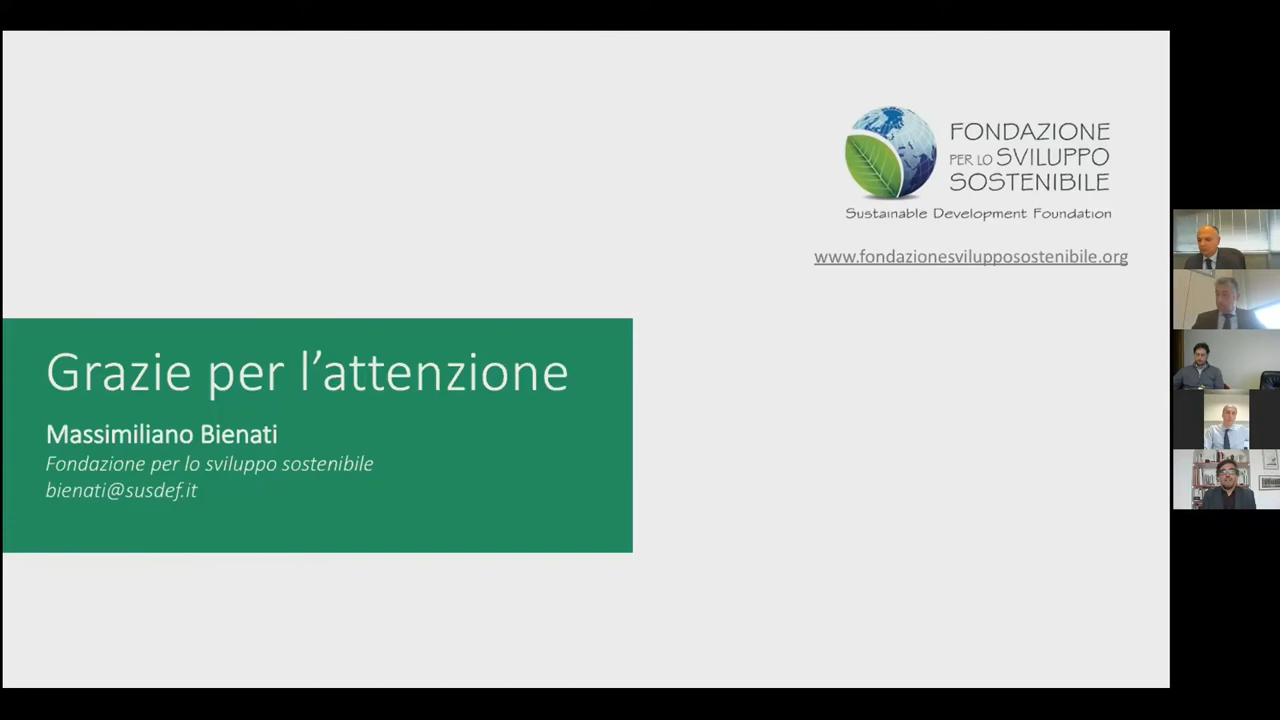 FONDAZIONE
PER LO SVILUPPO
SOSTENIBILE
Sustainable Development Foundation
www.fondazionesvilupposostenibile.org
Grazie per l’attenzione
Massimiliano Bienati
Fondazione per lo sviluppo sostenibile
bienati@susdef.it